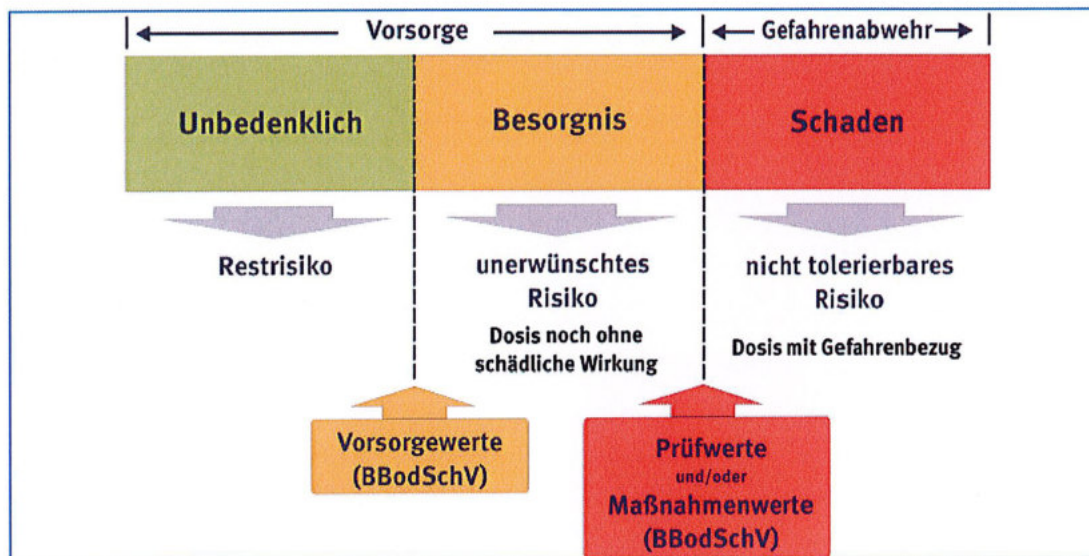 Vorsorge
Gefahrenabwehr
Unbedenklich
Besorgnis
Schaden
Restrisiko
unerwünschtes
Risiko
Dosis noch ohne
schädliche Wirkung
nicht tolerierbares
Risiko
Dosis mit Gefahrenbezug
Vorsorgewerte
(BBodSchV)
Prüfwerte
und/oder
Maßnahmenwerte
(BBodSchV)